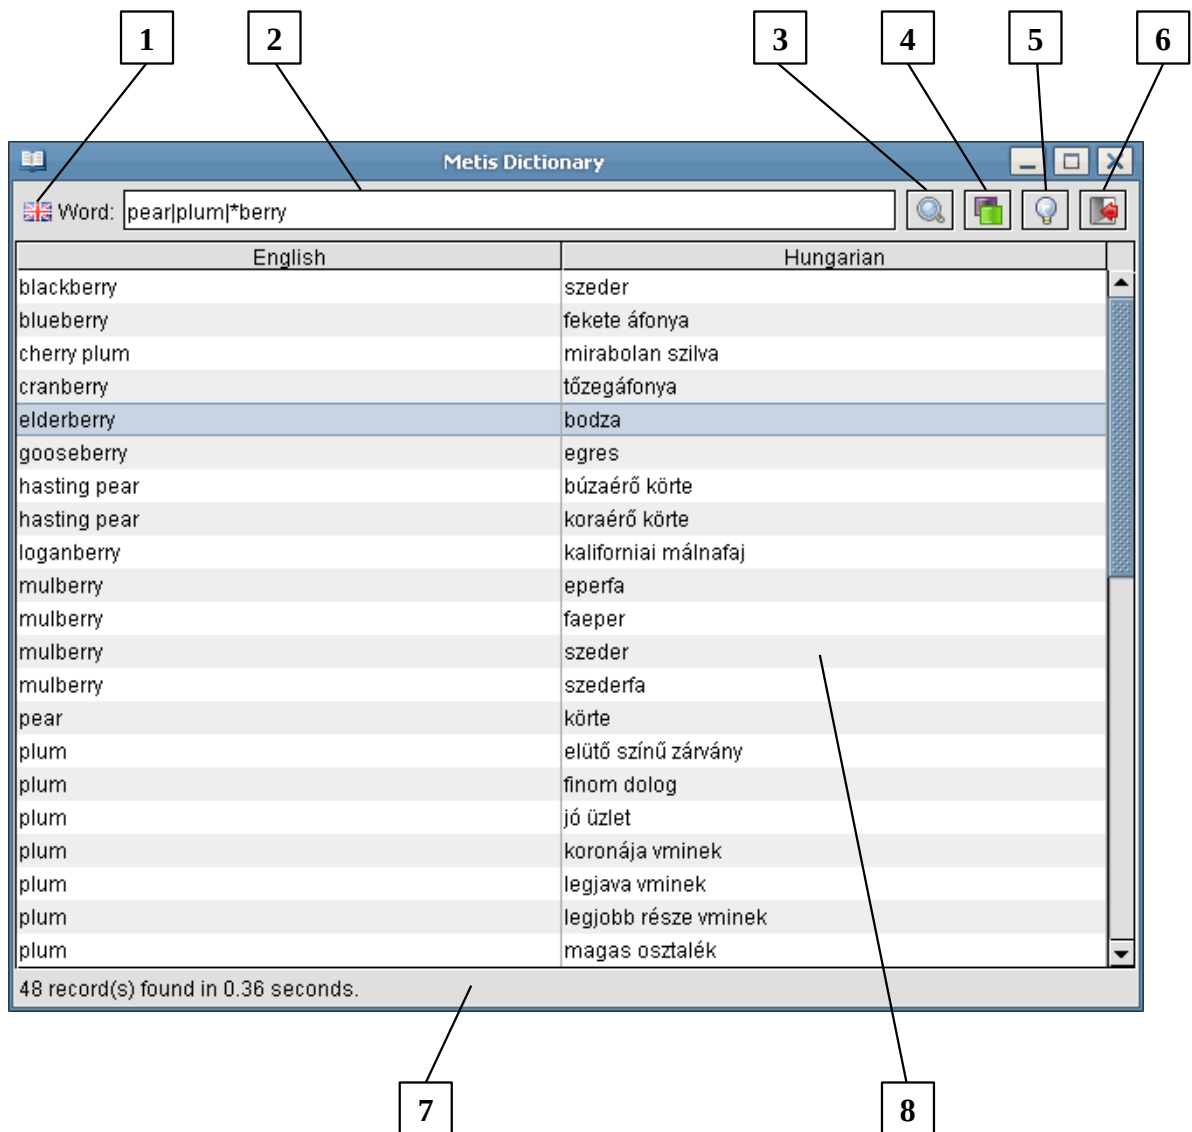 1 2 3 4 5 6
Metis Dictionary
Word: pear|plum|*berry
English Hungarian
blackberry szeder
blueberry fekete áfonya
cherry plum mirabolan szilva
cranberry tőzegáfonya
elderberry bodza
gooseberry egres
hasting pear búzaérő körte
hasting pear koraérő körte
loganberry kaliforniai málnafaj
mulberry eperfa
mulberry faeper
mulberry szeder
mulberry szederfa
pear körte
plum elütő színű zárvány
plum finom dolog
plum jó üzlet
plum koronája vminek
plum legjava vminek
plum legjobb része vminek
plum magas osztalék
48 record(s) found in 0.36 seconds.
7 8